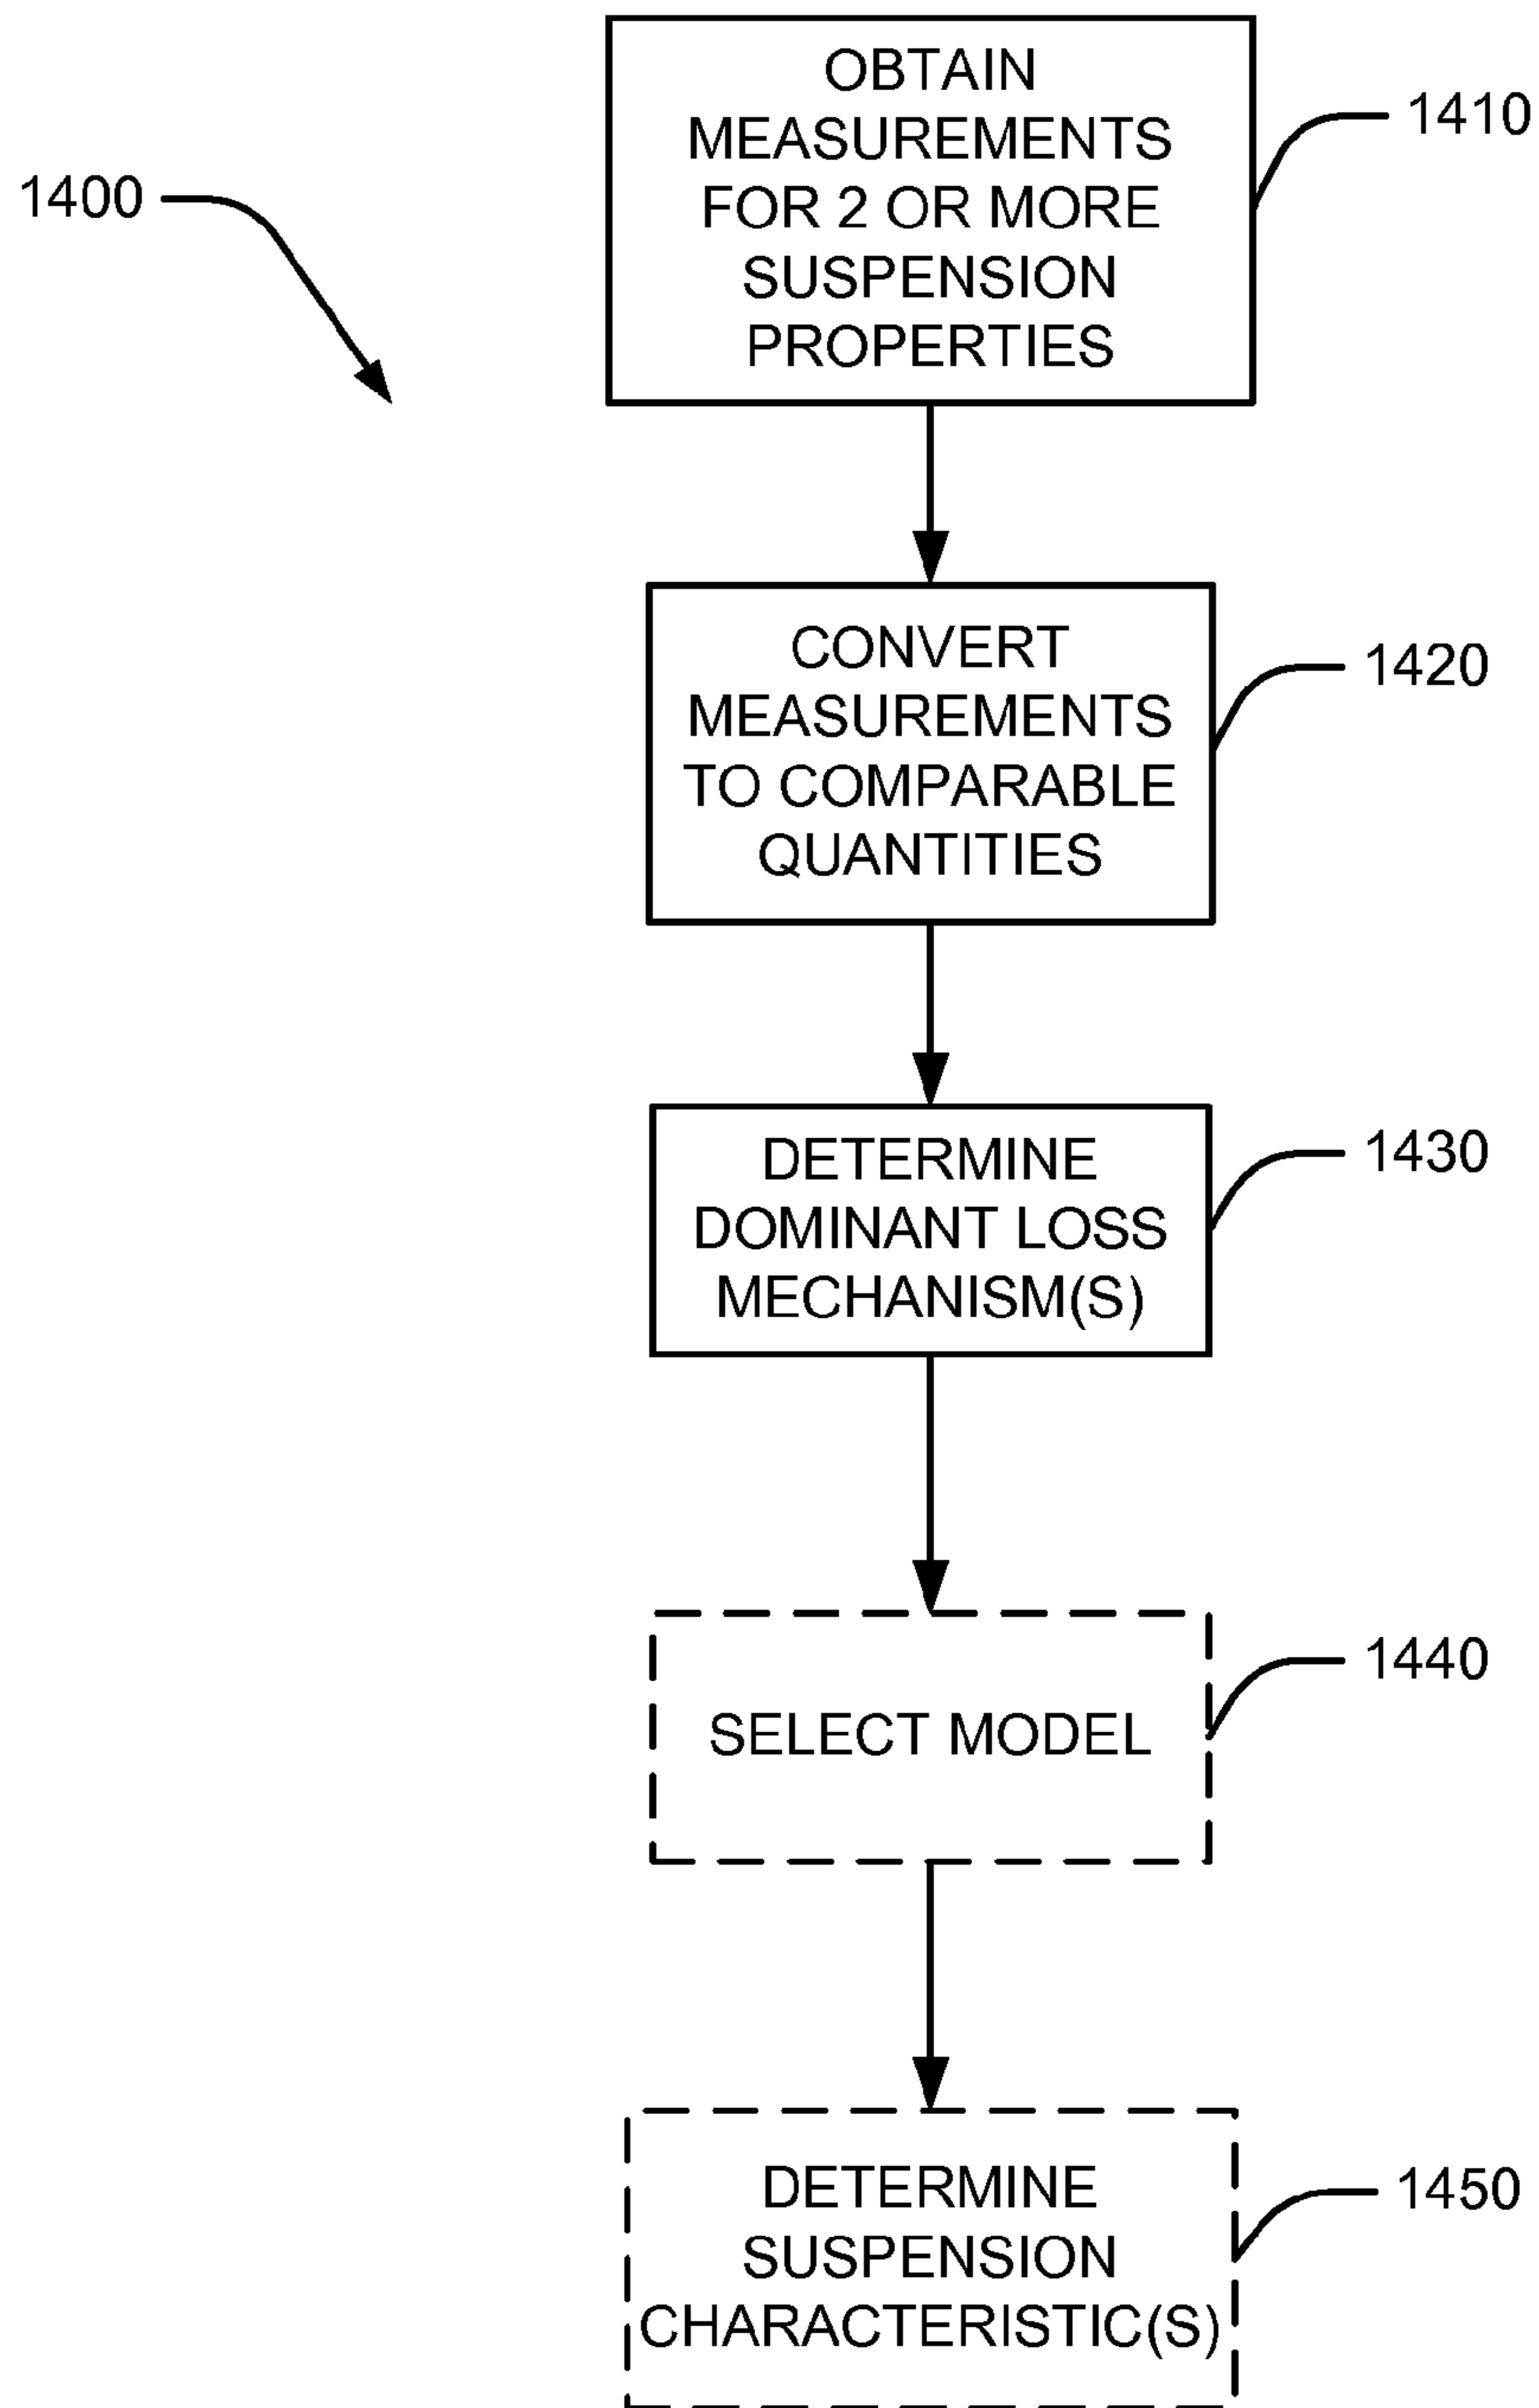 1400
OBTAIN
MEASUREMENTS
FOR 2 OR MORE
SUSPENSION
PROPERTIES
1410
CONVERT
MEASUREMENTS
TO COMPARABLE
QUANTITIES
1420
DETERMINE
DOMINANT LOSS
MECHANISM(S)
1430
SELECT MODEL
1440
DETERMINE
SUSPENSION
CHARACTERISTIC(S)
1450